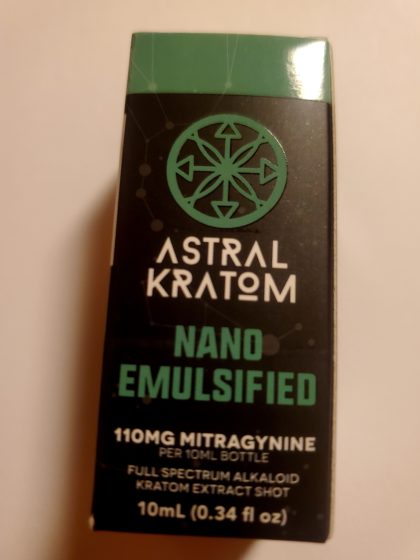 ASTRAL
KRATOM
NANO
EMULSIFIED
110MG MITRAGYNINE
PER 10ML BOTTLE
FULL SPECTRUM ALKALOID
KRATOM EXTRACT SHOT
10mL (0.34 fl oz)